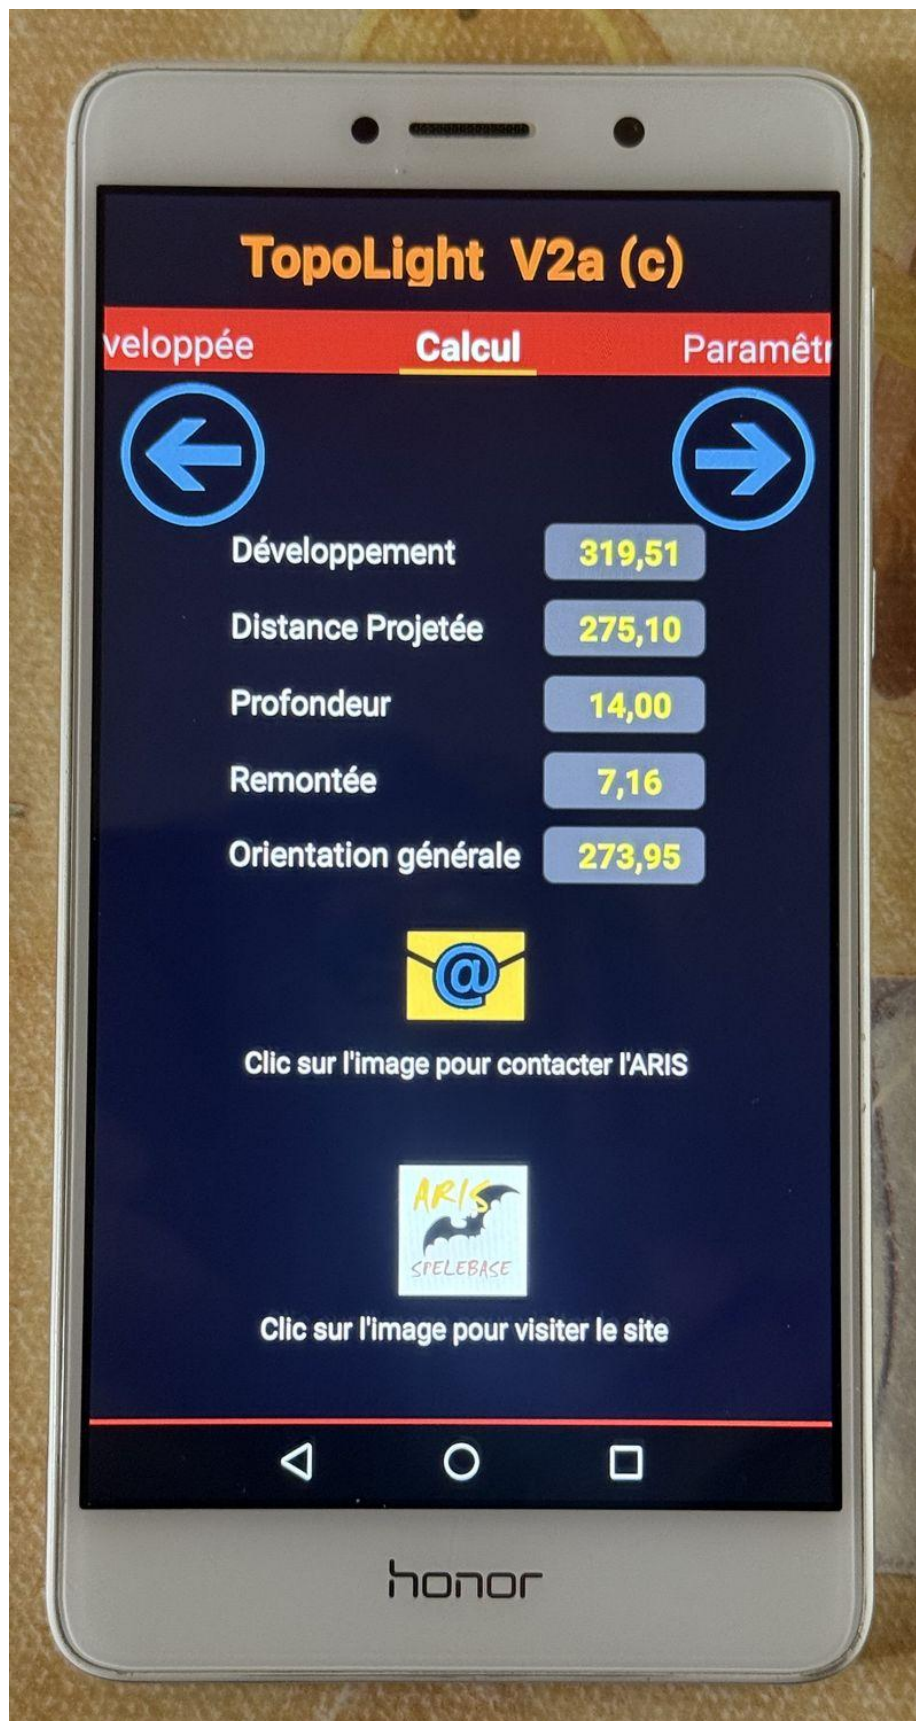 TopoLight V2a (c)
veloppée Calcul Paramêtr
Développement 319,51
Distance Projetée 275,10
Profondeur 14,00
Remontée 7,16
Orientation générale 273,95
@
Clic sur l'image pour contacter l'ARIS
ARIS
SPELEBASE
Clic sur l'image pour visiter le site
honor